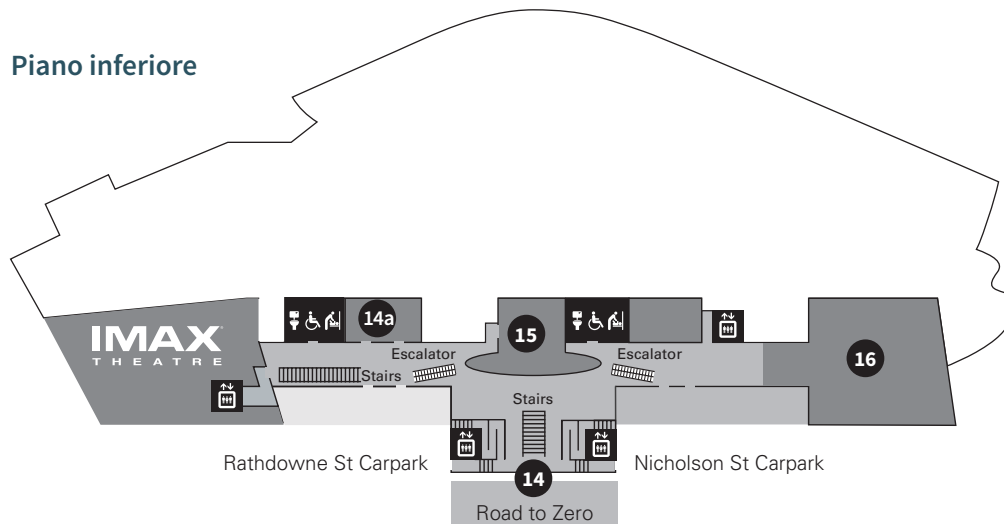 Piano inferiore
IMAX
THEATRE
14a
15
16
Escalator
Escalator
Stairs
Stairs
Rathdowne St Carpark
Nicholson St Carpark
14
Road to Zero